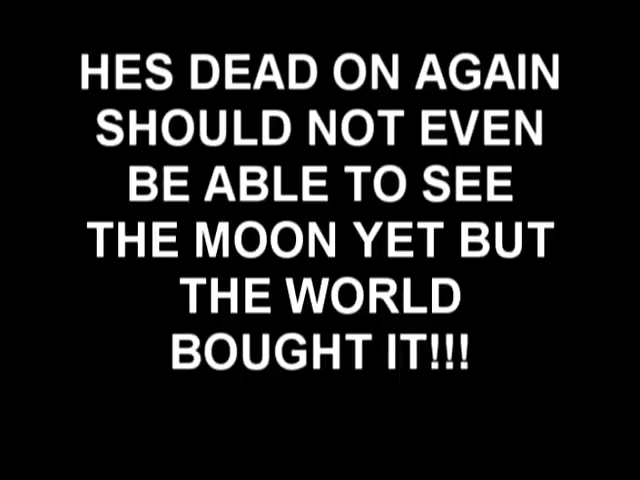 HES DEAD ON AGAIN
SHOULD NOT EVEN
BE ABLE TO SEE
THE MOON YET BUT
THE WORLD
BOUGHT IT!!!